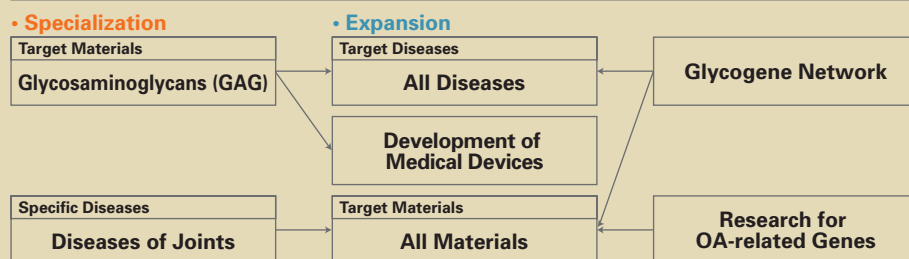 • Specialization
• Expansion
Target Materials
Glycosaminoglycans (GAG)
Target Diseases
All Diseases
Glycogene Network
Development of
Medical Devices
Specific Diseases
Diseases of Joints
Target Materials
All Materials
Research for
OA-related Genes